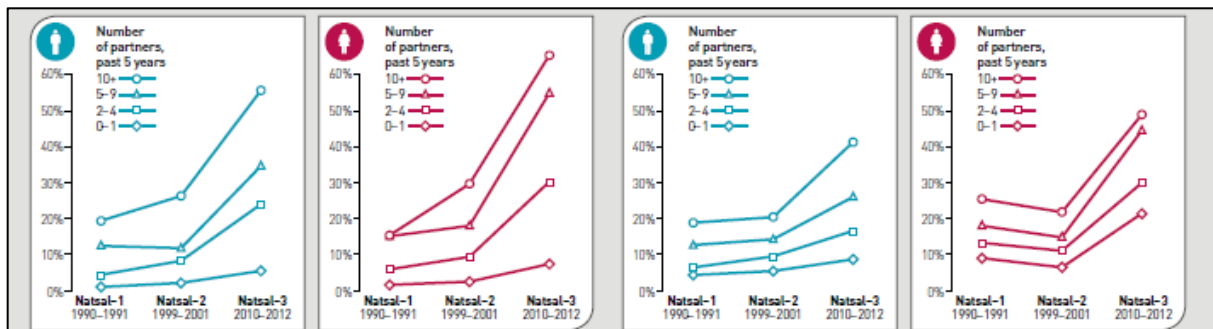 Number
of partners,
past 5 years
60%
10+
5–9
50%
2–4
0–1
40%
30%
20%
10%
0%
Natsal–1 Natsal–2 Natsal–3
1990–1991 1999–2001 2010–2012
Number
of partners,
past 5 years
60%
10+
5–9
50%
2–4
0–1
40%
30%
20%
10%
0%
Natsal–1 Natsal–2 Natsal–3
1990–1991 1999–2001 2010–2012
Number
of partners,
past 5 years
60%
10+
5–9
50%
2–4
0–1
40%
30%
20%
10%
0%
Natsal–1 Natsal–2 Natsal–3
1990–1991 1999–2001 2010–2012
Number
of partners,
past 5 years
60%
10+
5–9
50%
2–4
0–1
40%
30%
20%
10%
0%
Natsal–1 Natsal–2 Natsal–3
1990–1991 1999–2001 2010–2012